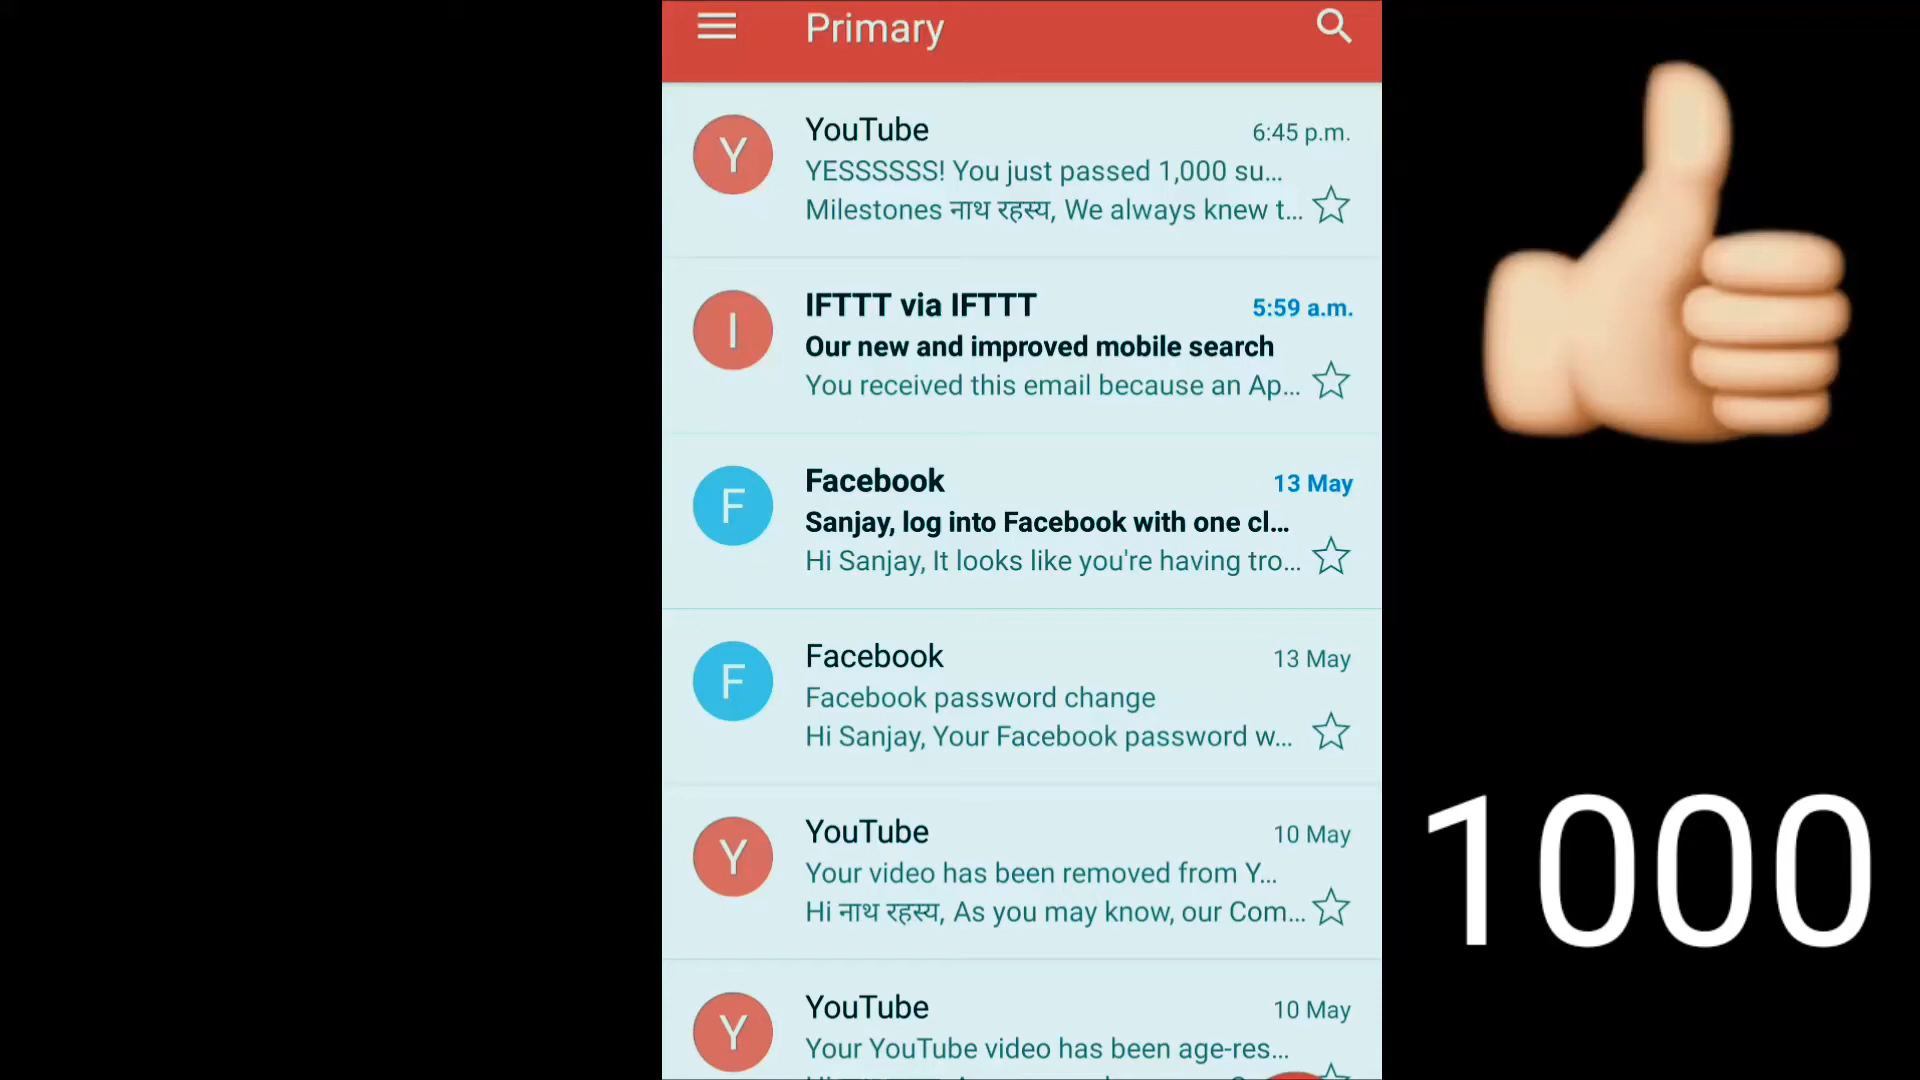 Primary
Y
YouTube
6:45 p.m.
YESSSSSS! You just passed 1,000 su...
Milestones नाथ रहस्य, We always knew t...
I
IFTTT via IFTTT
5:59 a.m.
Our new and improved mobile search
You received this email because an Ap...
F
Facebook
13 May
Sanjay, log into Facebook with one cl...
Hi Sanjay, It looks like you're having tro...
F
Facebook
13 May
Facebook password change
Hi Sanjay, Your Facebook password w...
Y
YouTube
10 May
Your video has been removed from Y...
Hi नाथ रहस्य, As you may know, our Com...
Y
YouTube
10 May
Your YouTube video has been age-res...
1000